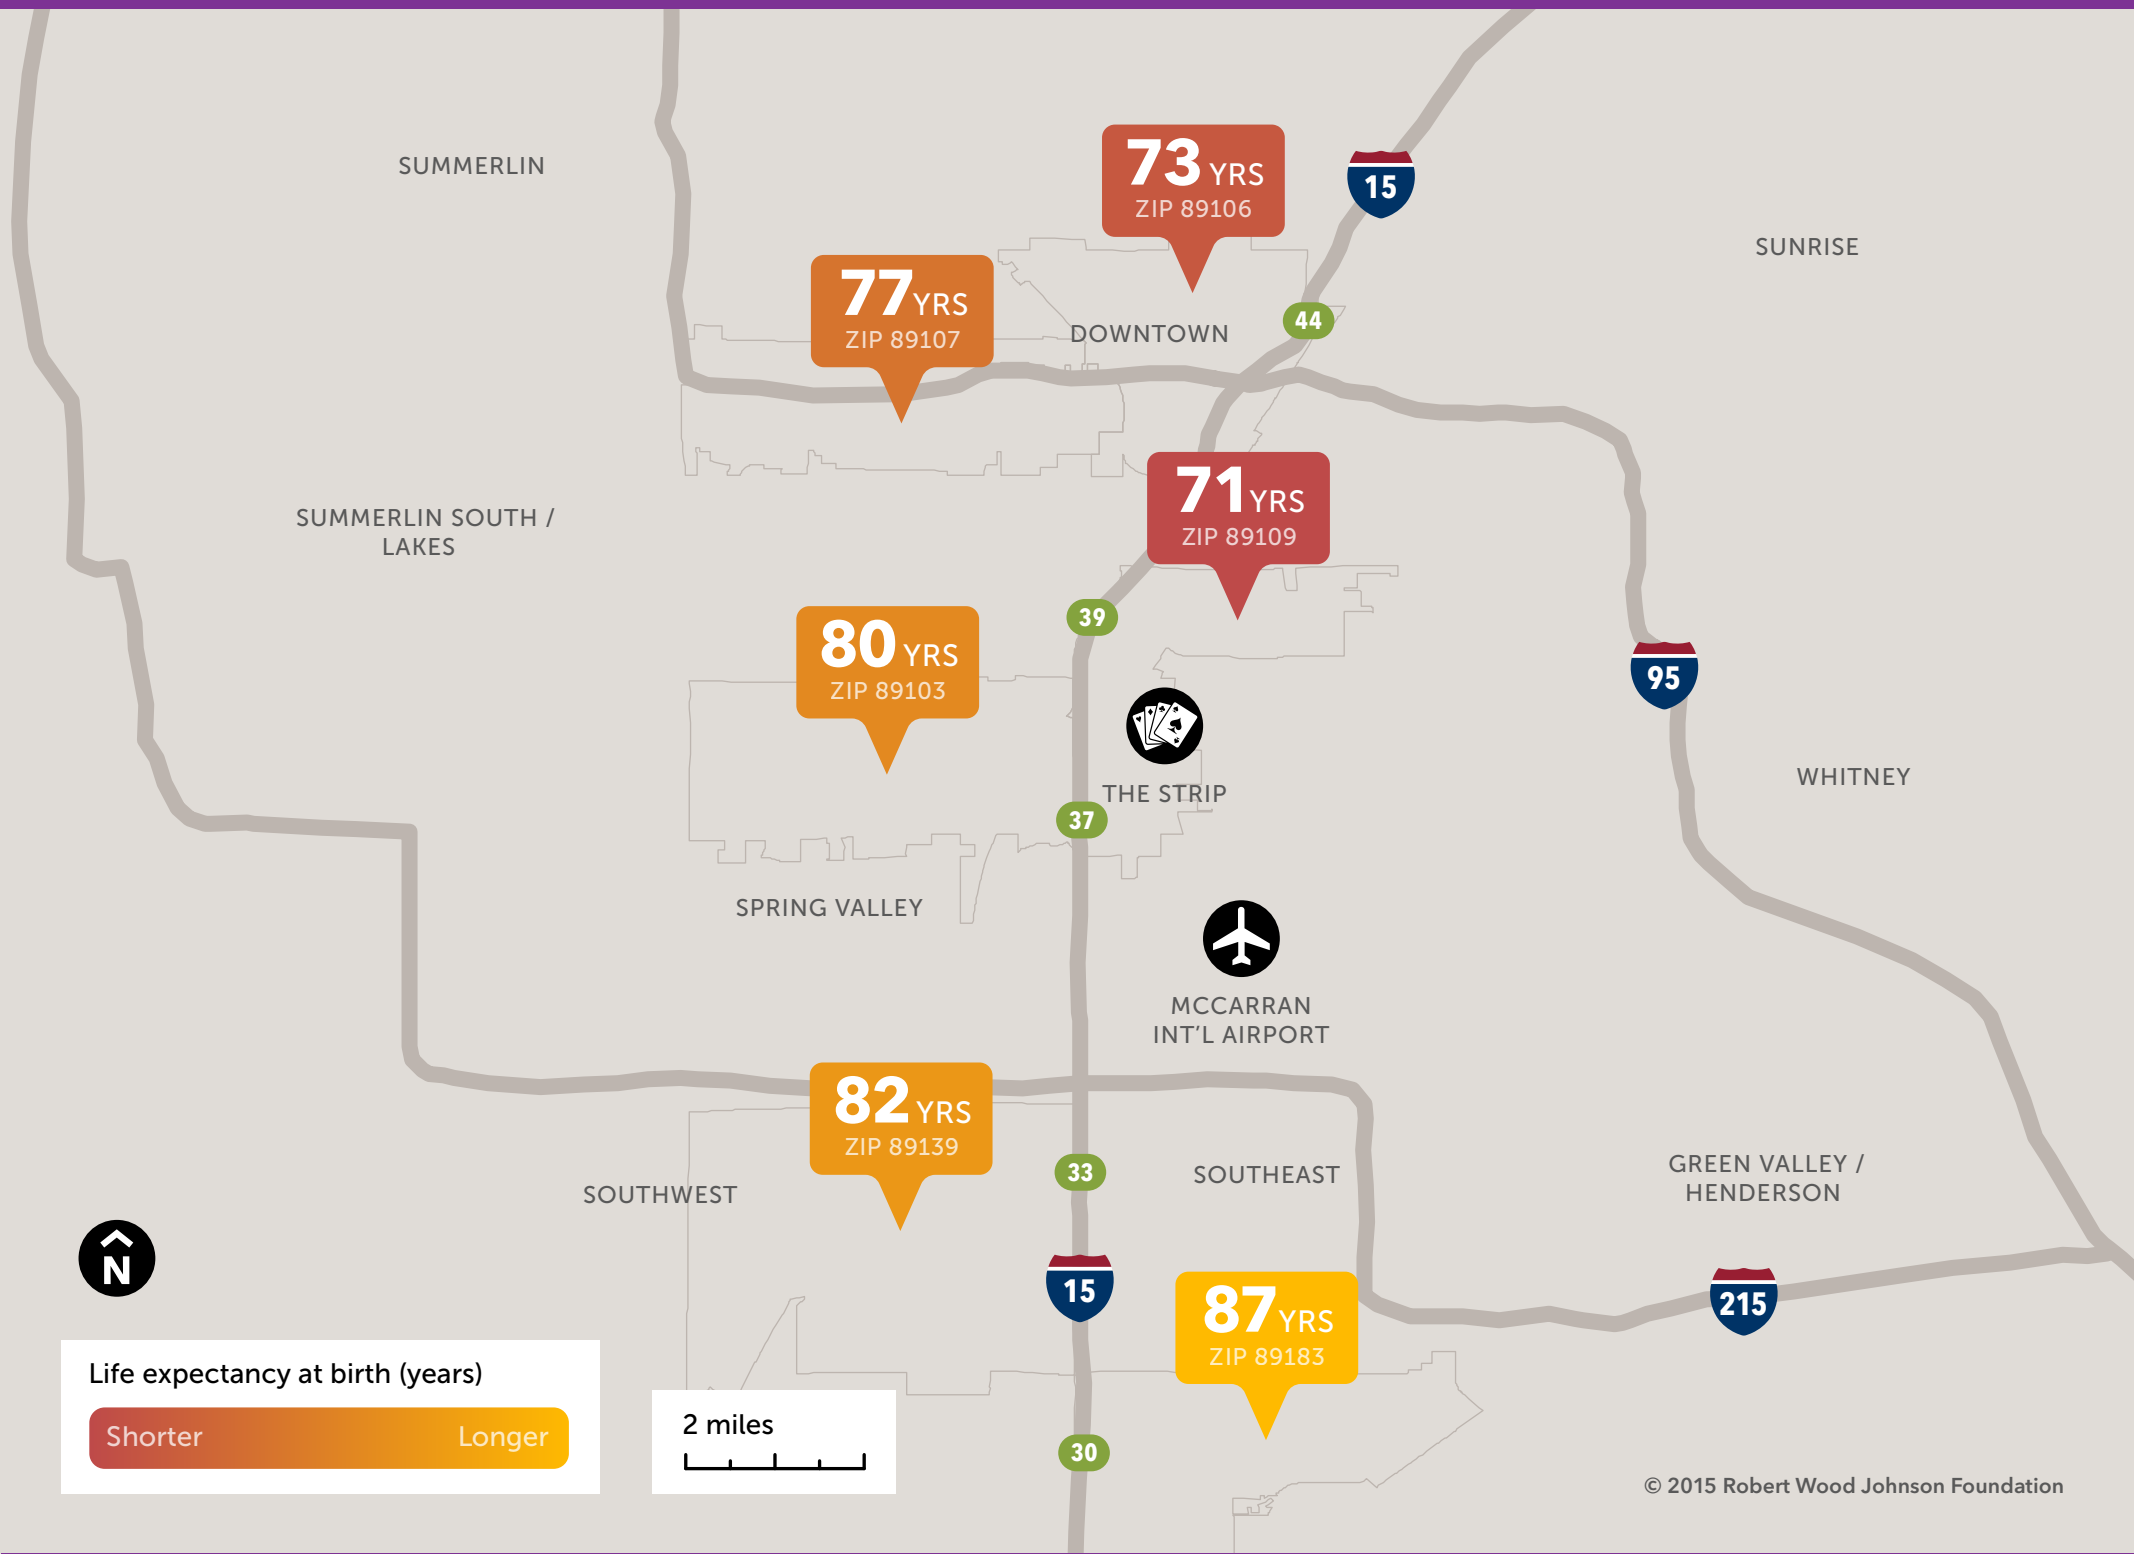 73 YRS
ZIP 89106
15
SUMMERLIN
SUNRISE
77 YRS
ZIP 89107
44
DOWNTOWN
71 YRS
ZIP 89109
SUMMERLIN SOUTH /
LAKES
39
80 YRS
ZIP 89103
95
THE STRIP
WHITNEY
37
SPRING VALLEY
MCCARRAN
INT'L AIRPORT
82 YRS
ZIP 89139
33
SOUTHEAST
GREEN VALLEY /
HENDERSON
SOUTHWEST
N
15
87 YRS
ZIP 89183
215
Life expectancy at birth (years)
Shorter Longer
2 miles
30
© 2015 Robert Wood Johnson Foundation